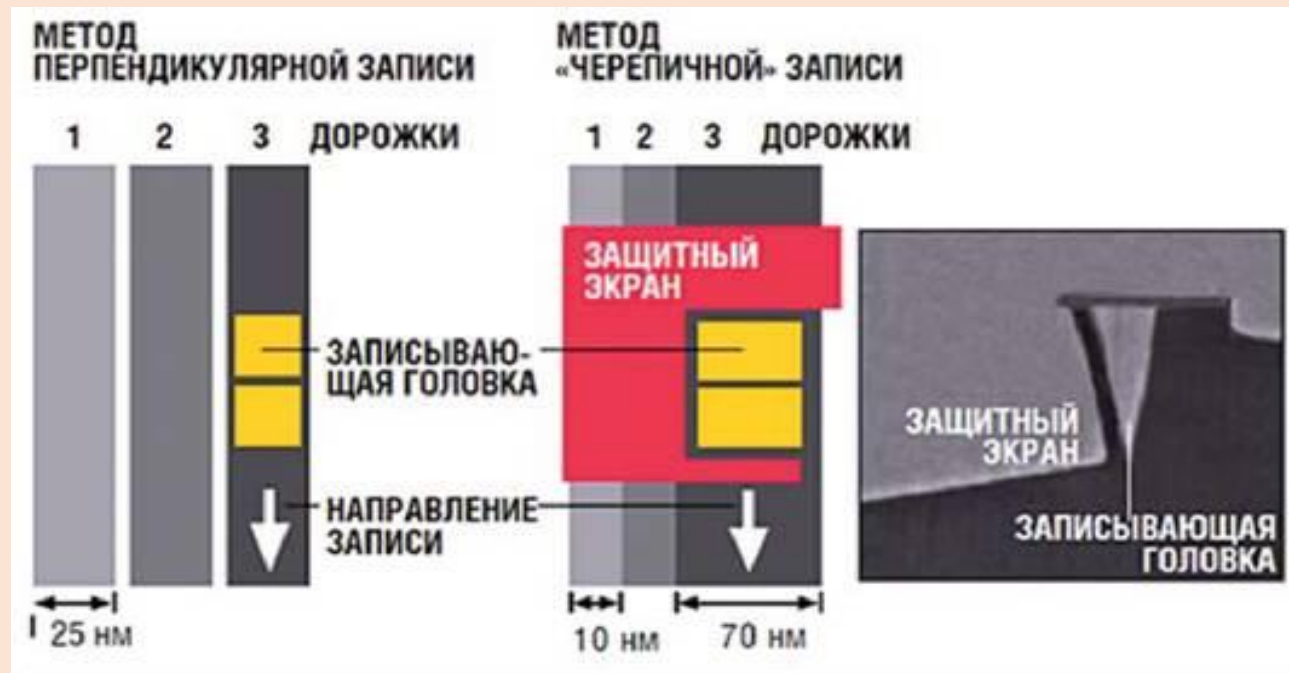 МЕТОД
ПЕРПЕНДИКУЛЯРНОЙ ЗАПИСИ
1 2 3 ДОРОЖКИ
ЗАПИСЫВАЮ-
ЩАЯ ГОЛОВКА
НАПРАВЛЕНИЕ
ЗАПИСИ
25 нм
МЕТОД
«ЧЕРЕПИЧНОЙ» ЗАПИСИ
1 2 3 ДОРОЖКИ
ЗАЩИТНЫЙ
ЭКРАН
10 нм 70 нм
ЗАЩИТНЫЙ
ЭКРАН
ЗАПИСЫВАЮЩАЯ
ГОЛОВКА